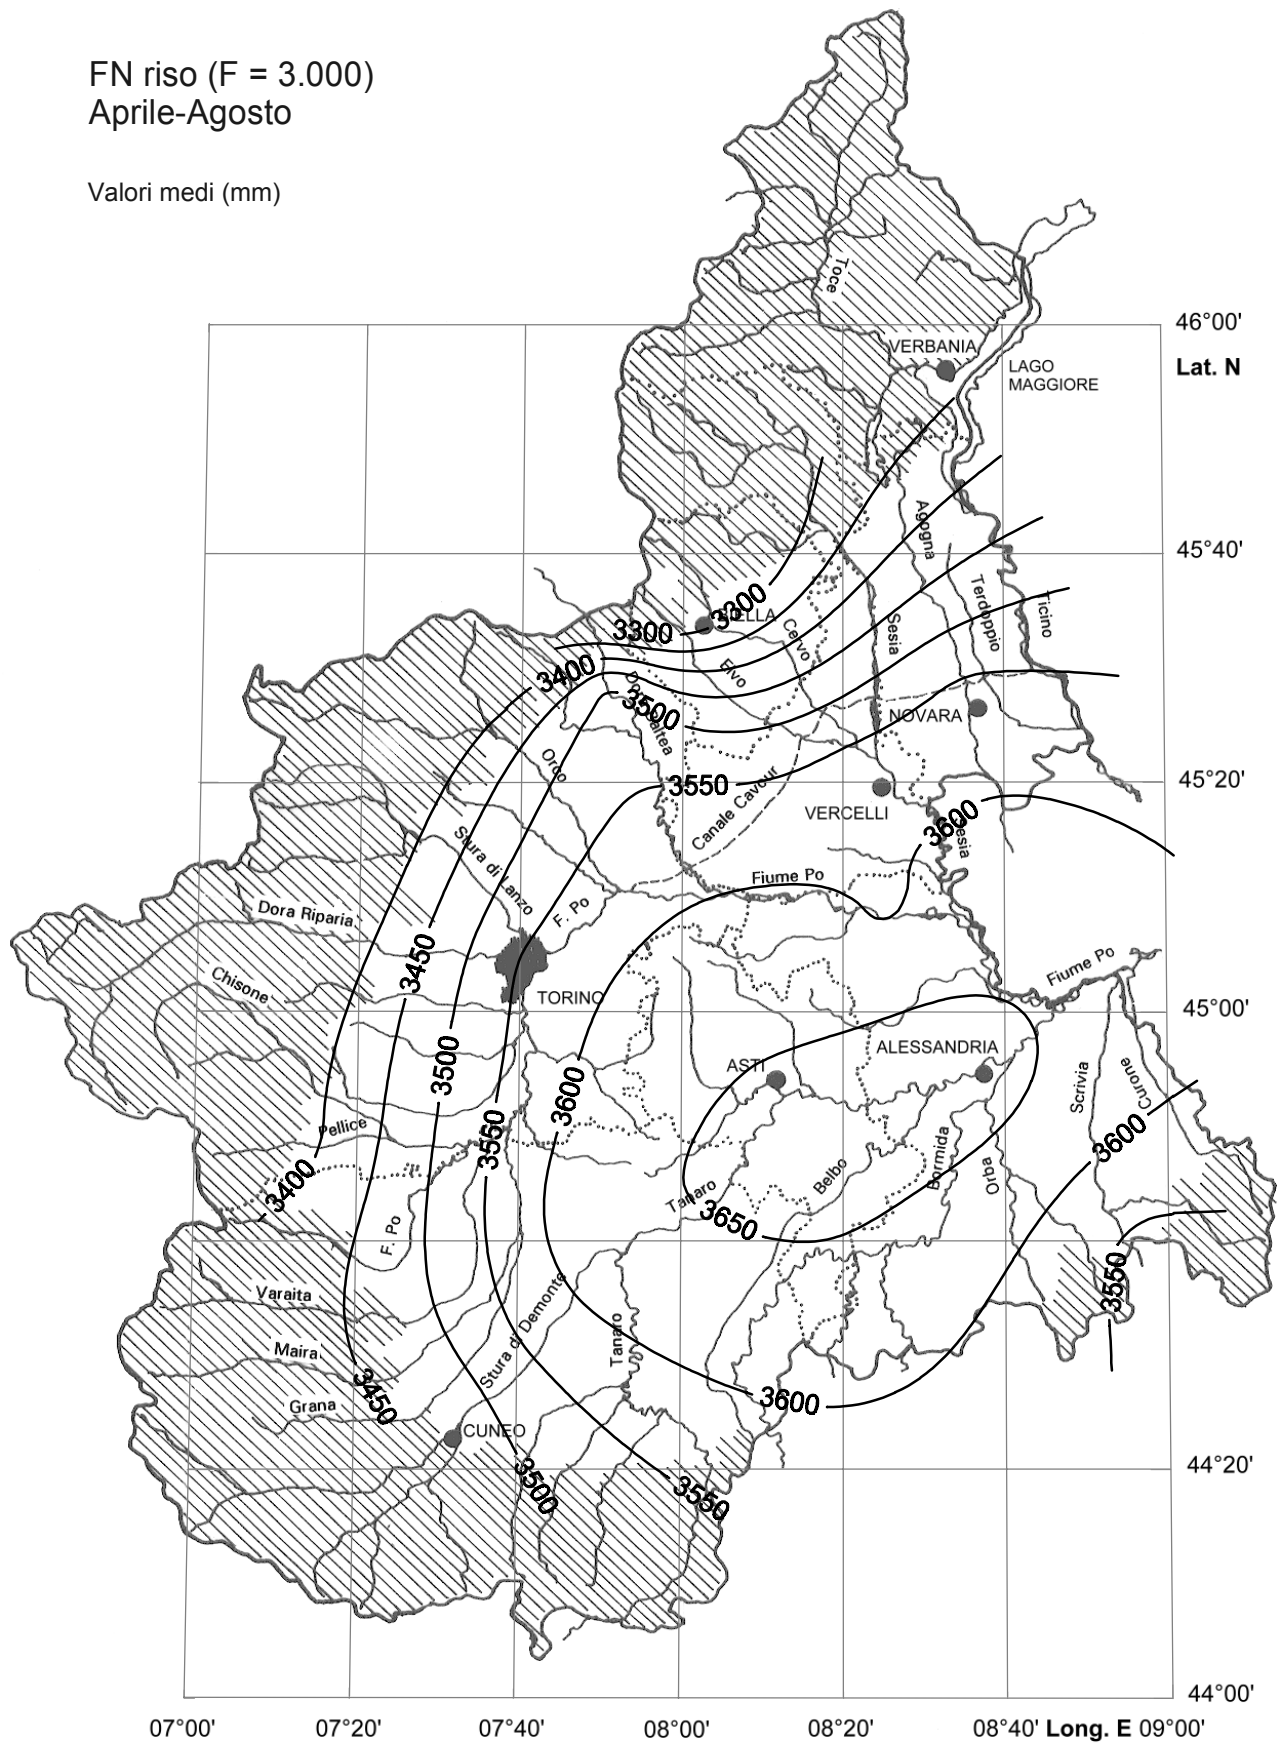 FN riso (F = 3.000)
Aprile-Agosto
Valori medi (mm)
Toce
46°00'
VERBANIA
Lat. N
LAGO
MAGGIORE
Agogna
45°40'
Terdoppio
Ticino
3300
BIELLA
3300
Cervo
Sesia
Elvo
3400
Dora Baltea
3500
NOVARA
Orco
45°20'
3550
Canale Cavour
VERCELLI
3600
Sesia
Stura di Lanzo
Fiume Po
F. Po
Dora Riparia
3450
Chisone
TORINO
Fiume Po
45°00'
3500
ASTI
ALESSANDRIA
Scrivia
Curone
3600
3550
3600
Pellice
3400
Tanaro
Belbo
Bormida
Orba
3650
F. Po
3550
Varaita
Stura di Demonte
Tanaro
Maira
3450
Grana
3600
CUNEO
44°20'
3500
3550
44°00'
07°00'
07°20'
07°40'
08°00'
08°20'
08°40' Long. E 09°00'